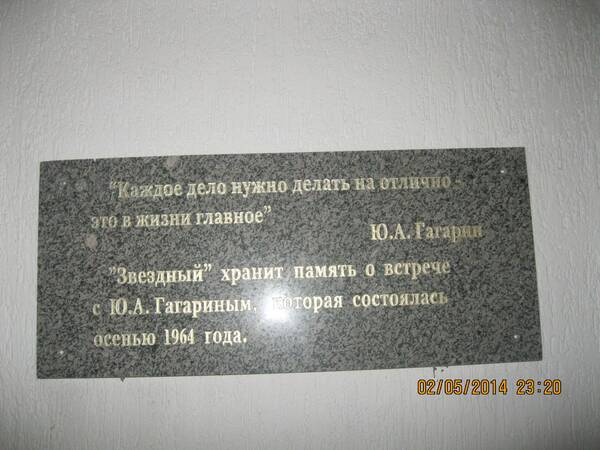 "Каждое дело нужно делать на отлично -
это в жизни главное"
Ю.А. Гагарин
"Звездный" хранит память о встрече
с Ю.А. Гагариным, которая состоялась
осенью 1964 года.
02/05/2014 23:20